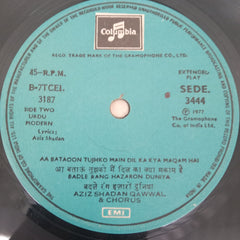 Columbia
REGD. TRADE MARK OF THE GRAMOPHONE CO. LTD.
45-R.P.M.
EXTENDED PLAY
B-7TCEI.
3187
SEDE.
3444
SIDE TWO
URDU
MODERN
Lyrics:
Aziz Shadan
℗ 1977
The Gramophone Co.
of India Ltd.
AA BATAOON TUJHKO MAIN DIL KA KYA MAQAM HAI
आ बताऊं तुझको मैं दिल का क्या मकाम है
BADLE RANG HAZARON DUNIYA
बदले रंग हज़ारों दुनिया
AZIZ SHADAN QAWWAL
& CHORUS
EMI